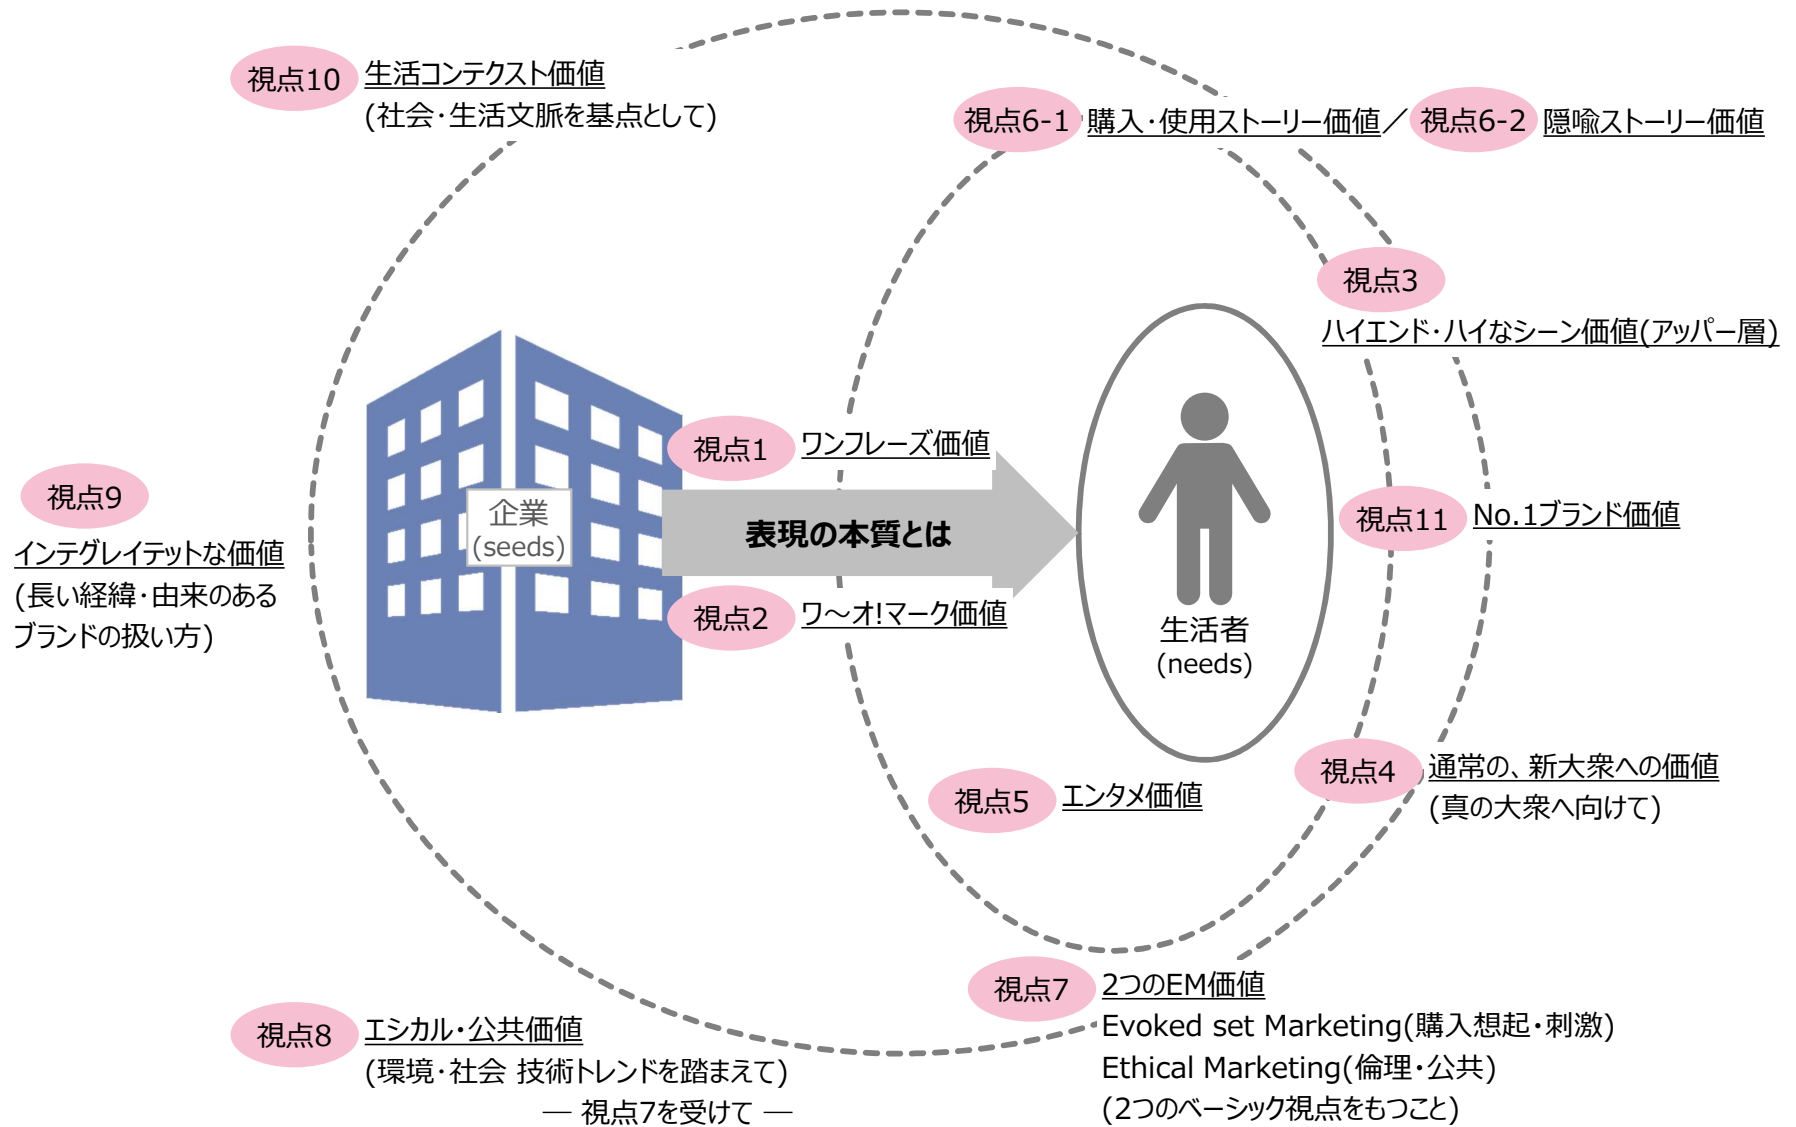 視点10 生活コンテクスト価値
(社会・生活文脈を基点として)
視点6-1 購入・使用ストーリー価値／視点6-2 隠喩ストーリー価値
視点3
ハイエンド・ハイなシーン価値(アッパー層)
視点1 ワンフレーズ価値
視点9
インテグレイテットな価値
(長い経緯・由来のある
ブランドの扱い方)
企業
(seeds)
表現の本質とは
視点11 No.1ブランド価値
視点2 ワ～オ!マーク価値
生活者
(needs)
視点4 通常の、新大衆への価値
(真の大衆へ向けて)
視点5 エンタメ価値
視点7 2つのEM価値
Evoked set Marketing(購入想起・刺激)
Ethical Marketing(倫理・公共)
(2つのベーシック視点をもつこと)
視点8 エシカル・公共価値
(環境・社会 技術トレンドを踏まえて)
― 視点7を受けて ―